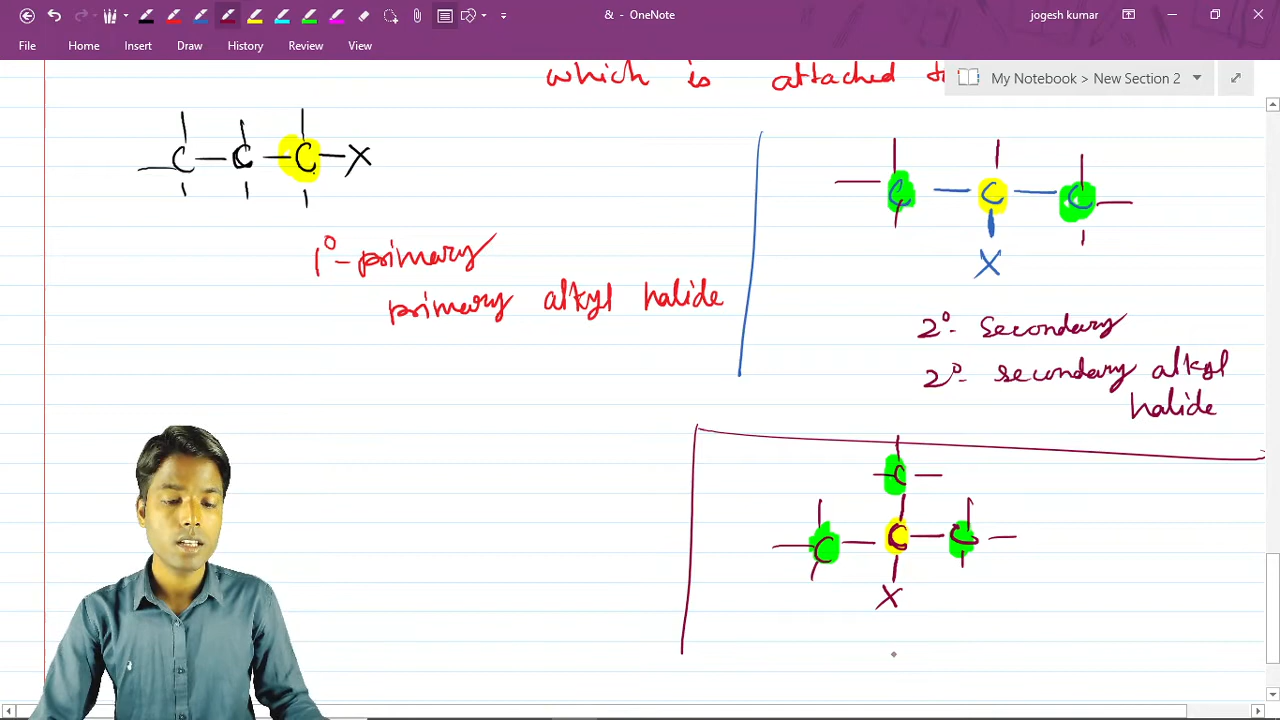 & - OneNote
jogesh kumar
File Home Insert Draw History Review View
My Notebook > New Section 2
which is attached
C C C X
1° - primary
primary alkyl halide
C C C
X
2° - Secondary
2° - secondary alkyl
halide
C
C C C
X